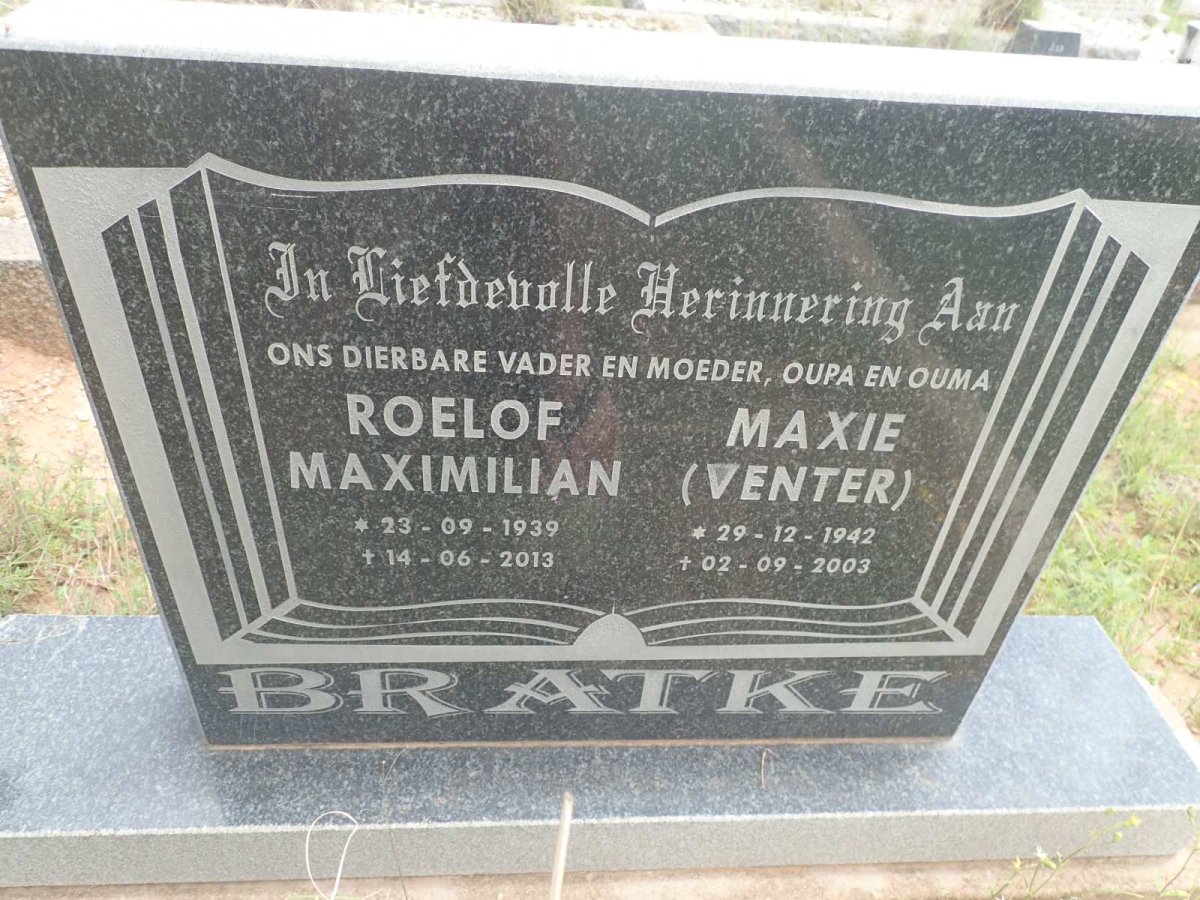 In Liefdevolle Herinnering Aan
ONS DIERBARE VADER EN MOEDER, OUPA EN OUMA
ROELOF
MAXIMILIAN
* 23 - 09 - 1939
† 14 - 06 - 2013
MAXIE
(VENTER)
* 29 - 12 - 1942
† 02 - 09 - 2003
BRATKE